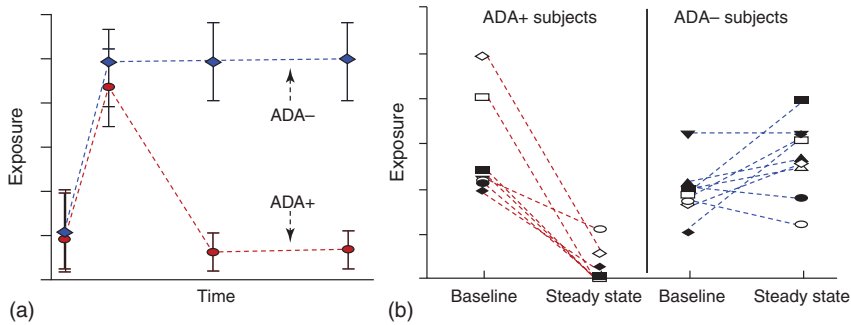 Exposure
ADA–
ADA+
Time
(a)
ADA+ subjects
ADA– subjects
Exposure
Baseline
Steady state
Baseline
Steady state
(b)